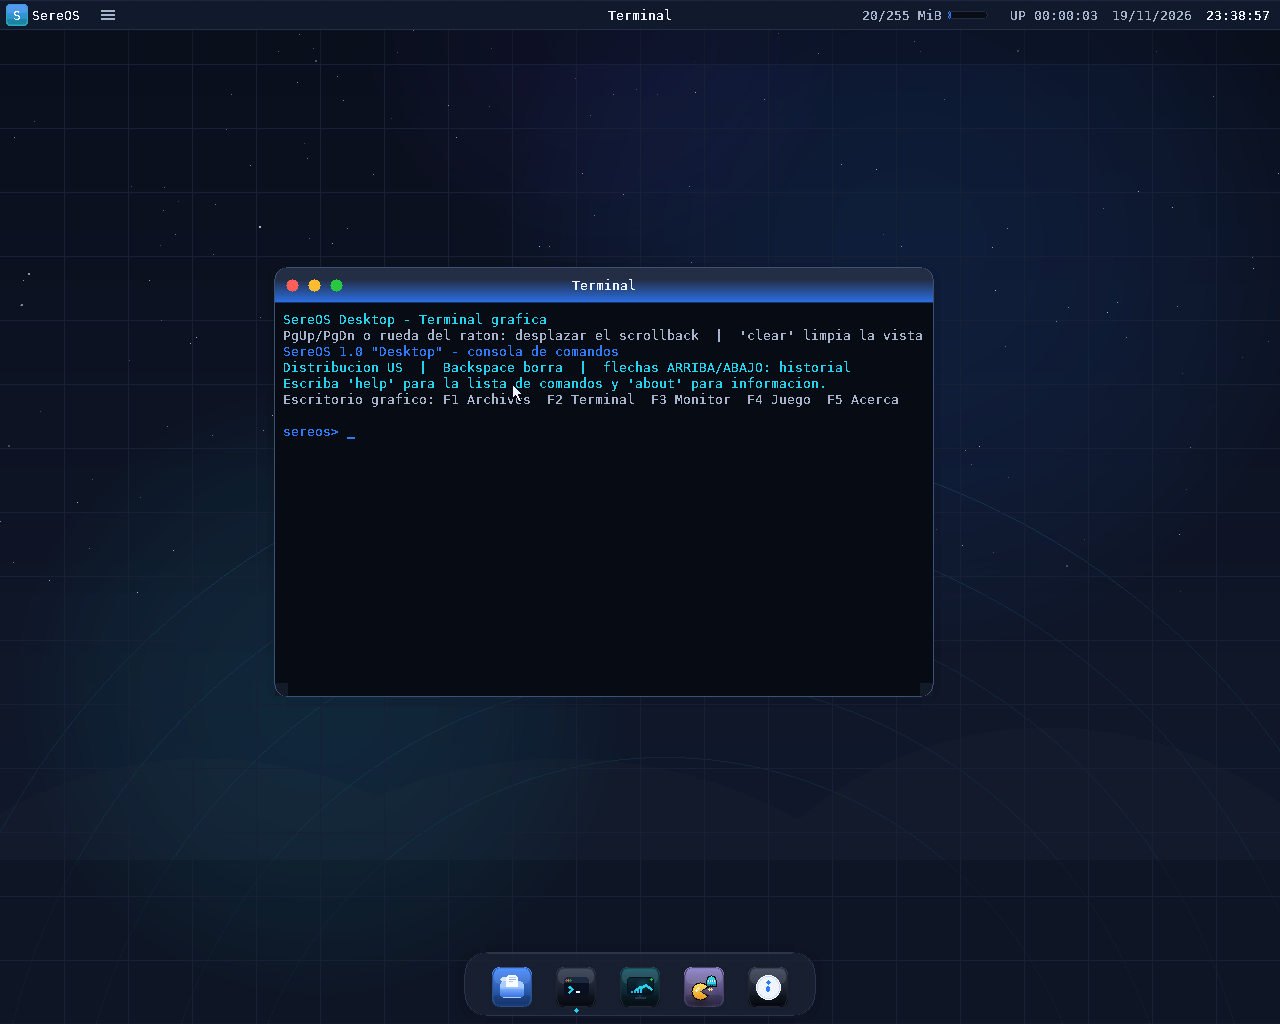 S SereOS
Terminal
20/255 MiB
UP 00:00:03
19/11/2026
23:38:57
Terminal
SereOS Desktop - Terminal grafica
PgUp/PgDn o rueda del raton: desplazar el scrollback | 'clear' limpia la vista
SereOS 1.0 "Desktop" - consola de comandos
Distribucion US | Backspace borra | flechas ARRIBA/ABAJO: historial
Escriba 'help' para la lista de comandos y 'about' para informacion.
Escritorio grafico: F1 Archivos F2 Terminal F3 Monitor F4 Juego F5 Acerca
sereos> _